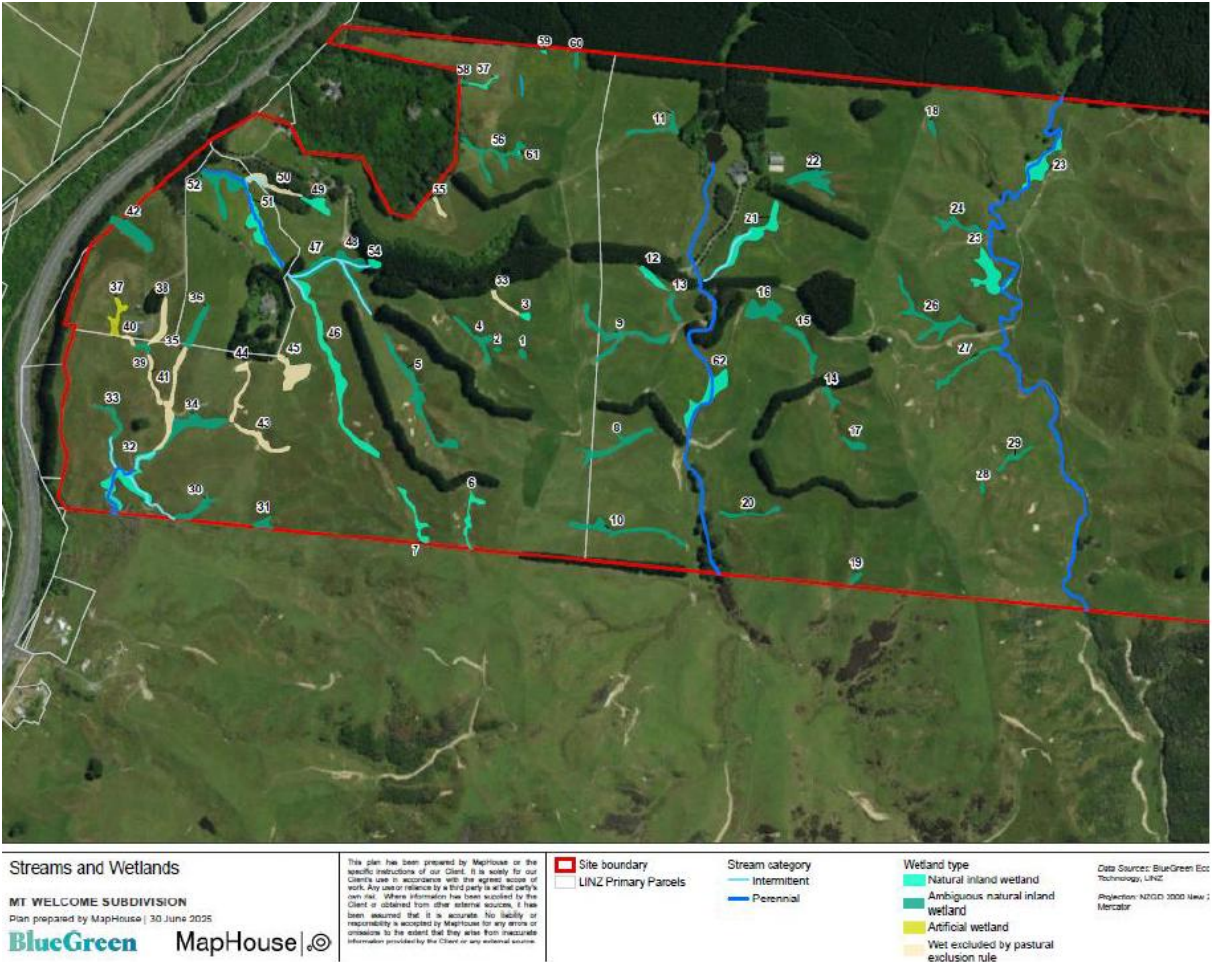 59
60
58
57
11
18
56
61
23
22
52
50
49
55
51
24
21
42
25
47
48
54
12
37
38
36
33
3
13
16
26
40
4
9
15
35
2
1
39
46
27
44
45
5
62
41
14
33
34
43
8
17
32
29
28
6
30
31
10
20
7
19
Streams and Wetlands
MT WELCOME SUBDIVISION
Plan prepared by MapHouse | 30 June 2025
BlueGreen MapHouse
This plan has been prepared by MapHouse on the
specific instructions of our Client. It is solely for our
Client's use in accordance with the agreed scope of
work. Any use or reliance by a third party is at that party's
own risk. Where information has been supplied by the
Client or obtained from other external sources, it has
been assumed that it is accurate. No liability or
responsibility is accepted by MapHouse for any errors or
omissions to the extent that they arise from inaccurate
information provided by the Client or any external source.
Site boundary
LINZ Primary Parcels
Stream category
Intermittent
Perennial
Wetland type
Natural inland wetland
Ambiguous natural inland
wetland
Artificial wetland
Wet excluded by pastural
exclusion rule
Data Sources: BlueGreen Eco
Technology, LINZ
Projection: NZGD 2000 New Z
Mercator